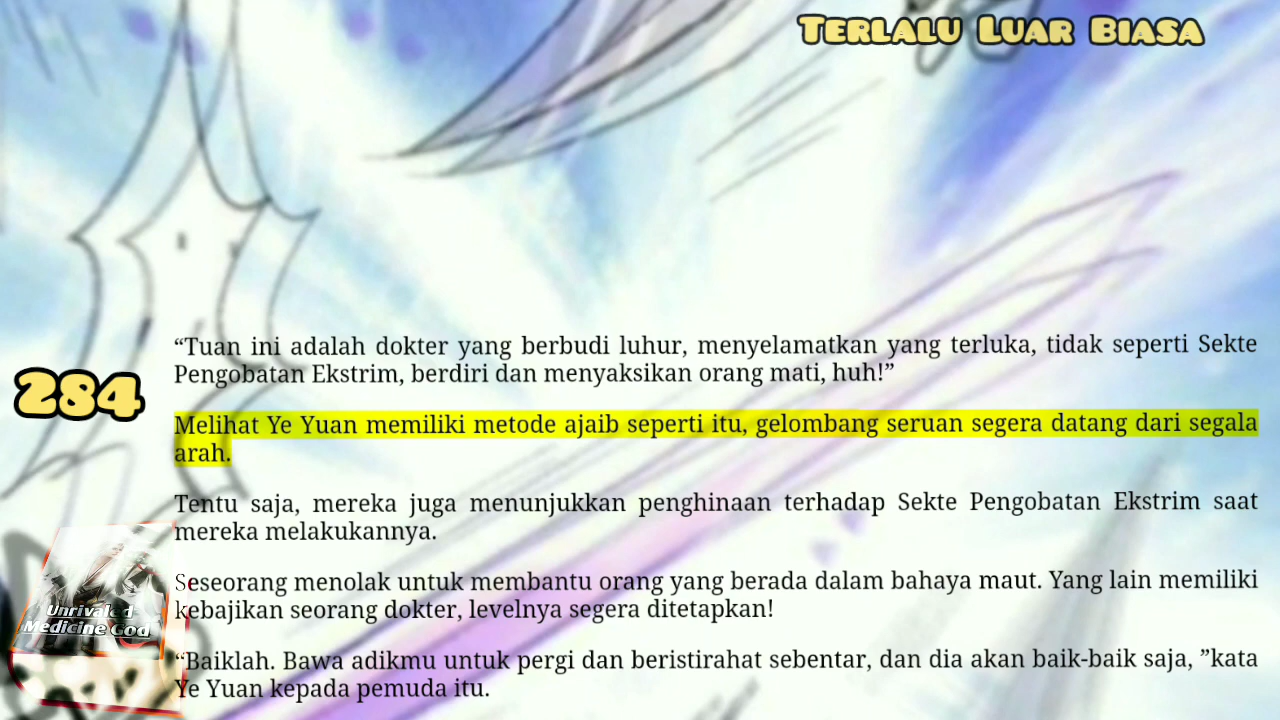 Terlalu Luar Biasa
“Tuan ini adalah dokter yang berbudi luhur, menyelamatkan yang terluka, tidak seperti Sekte
Pengobatan Ekstrim, berdiri dan menyaksikan orang mati, huh!”
284
Melihat Ye Yuan memiliki metode ajaib seperti itu, gelombang seruan segera datang dari segala
arah.
Tentu saja, mereka juga menunjukkan penghinaan terhadap Sekte Pengobatan Ekstrim saat
mereka melakukannya.
Seseorang menolak untuk membantu orang yang berada dalam bahaya maut. Yang lain memiliki
kebajikan seorang dokter, levelnya segera ditetapkan!
Unrivaled
Medicine God
“Baiklah. Bawa adikmu untuk pergi dan beristirahat sebentar, dan dia akan baik-baik saja, ”kata
Ye Yuan kepada pemuda itu.